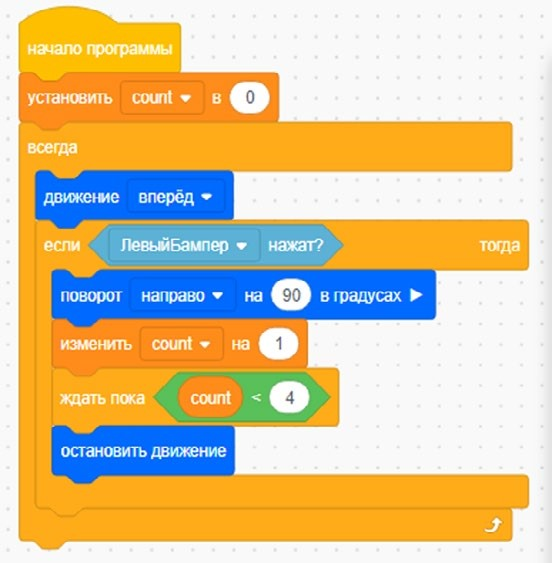 начало программы
установить count в 0
всегда
движение вперёд
если ЛевыйБампер нажат? тогда
поворот направо на 90 в градусах
изменить count на 1
ждать пока count < 4
остановить движение